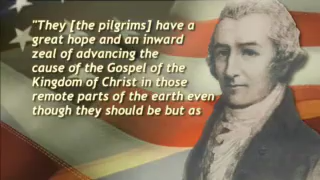 "They [the pilgrims] have a
great hope and an inward
zeal of advancing the
cause of the Gospel of the
Kingdom of Christ in those
remote parts of the earth even
though they should be but as